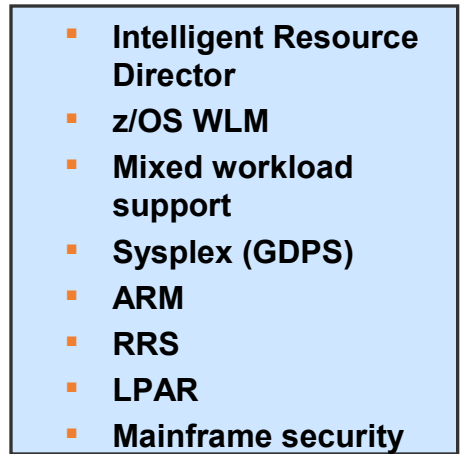 ▪ Intelligent Resource
Director
▪ z/OS WLM
▪ Mixed workload
support
▪ Sysplex (GDPS)
▪ ARM
▪ RRS
▪ LPAR
▪ Mainframe security